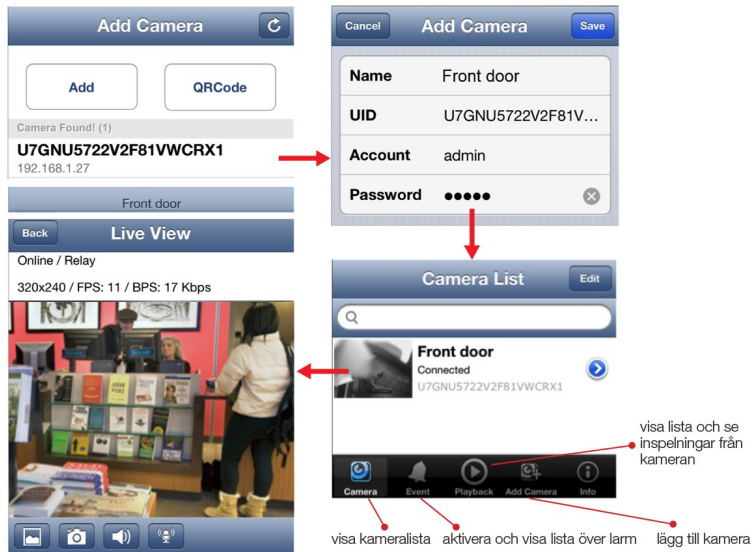 Add Camera
Add
QRCode
Camera Found! (1)
U7GNU5722V2F81VWCRX1
192.168.1.27
Cancel
Add Camera
Save
Name Front door
UID U7GNU5722V2F81V...
Account admin
Password ●●●●●
Front door
Back
Live View
Online / Relay
320x240 / FPS: 11 / BPS: 17 Kbps
Camera List
Edit
Front door
Connected
U7GNU5722V2F81VWCRX1
Camera
Event
Playback
Add Camera
Info
visa lista och se
inspelningar från
kameran
visa kameralista
aktivera och visa lista över larm
lägg till kamera